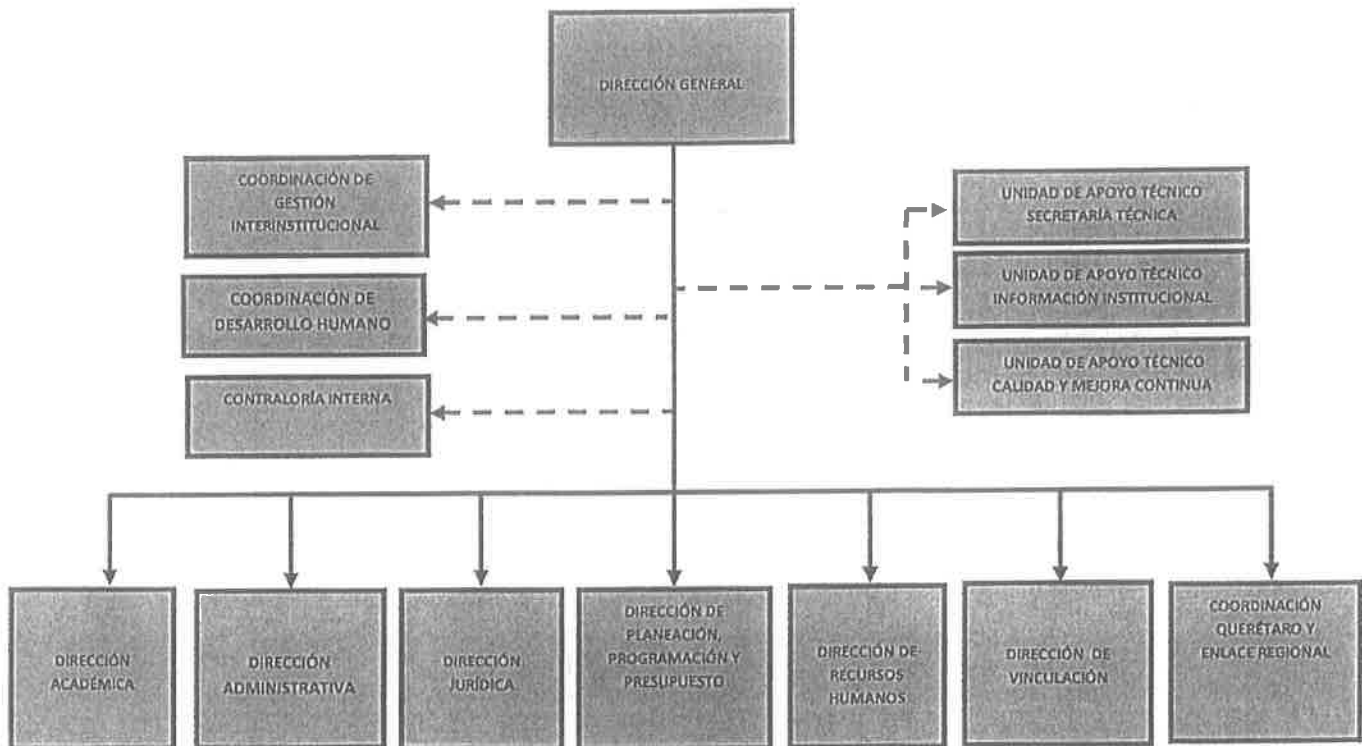 DIRECCIÓN GENERAL
COORDINACIÓN DE
GESTIÓN
INTERINSTITUCIONAL
COORDINACIÓN DE
DESARROLLO HUMANO
CONTRALORÍA INTERNA
UNIDAD DE APOYO TÉCNICO
SECRETARÍA TÉCNICA
UNIDAD DE APOYO TÉCNICO
INFORMACIÓN INSTITUCIONAL
UNIDAD DE APOYO TÉCNICO
CALIDAD Y MEJORA CONTINUA
DIRECCIÓN
ACADÉMICA
DIRECCIÓN
ADMINISTRATIVA
DIRECCIÓN
JURÍDICA
DIRECCIÓN DE
PLANEACIÓN,
PROGRAMACIÓN Y
PRESUPUESTO
DIRECCIÓN DE
RECURSOS
HUMANOS
DIRECCIÓN DE
VINCULACIÓN
COORDINACIÓN
QUERÉTARO Y
ENLACE REGIONAL